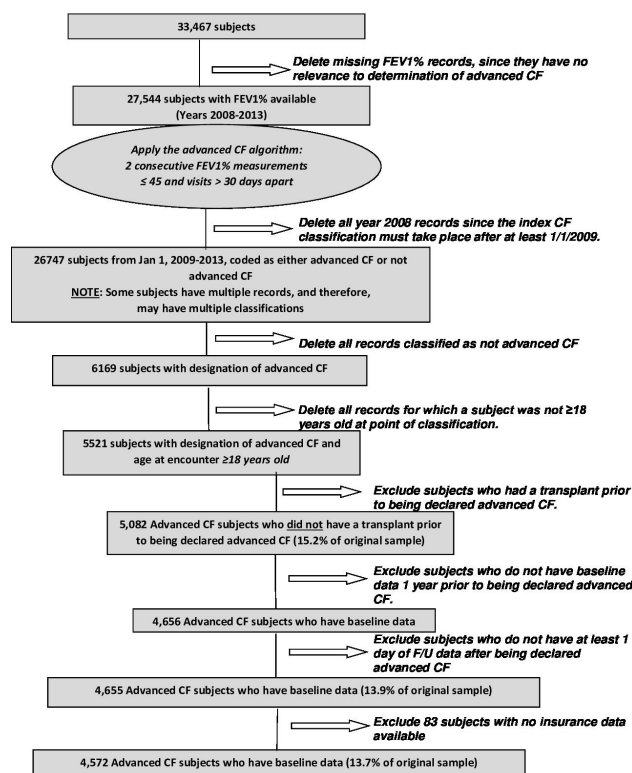 33,467 subjects
Delete missing FEV1% records, since they have no
relevance to determination of advanced CF
27,544 subjects with FEV1% available
(Years 2008-2013)
Apply the advanced CF algorithm:
2 consecutive FEV1% measurements
≤ 45 and visits > 30 days apart
Delete all year 2008 records since the index CF
classification must take place after at least 1/1/2009.
26747 subjects from Jan 1, 2009-2013, coded as either advanced CF or not
advanced CF
NOTE: Some subjects have multiple records, and therefore,
may have multiple classifications
Delete all records classified as not advanced CF
6169 subjects with designation of advanced CF
Delete all records for which a subject was not ≥18
years old at point of classification.
5521 subjects with designation of advanced CF and
age at encounter ≥18 years old
Exclude subjects who had a transplant prior
to being declared advanced CF.
5,082 Advanced CF subjects who did not have a transplant prior
to being declared advanced CF (15.2% of original sample)
Exclude subjects who do not have baseline
data 1 year prior to being declared advanced
CF.
4,656 Advanced CF subjects who have baseline data
Exclude subjects who do not have at least 1
day of F/U data after being declared
advanced CF
4,655 Advanced CF subjects who have baseline data (13.9% of original sample)
Exclude 83 subjects with no insurance data
available
4,572 Advanced CF subjects who have baseline data (13.7% of original sample)